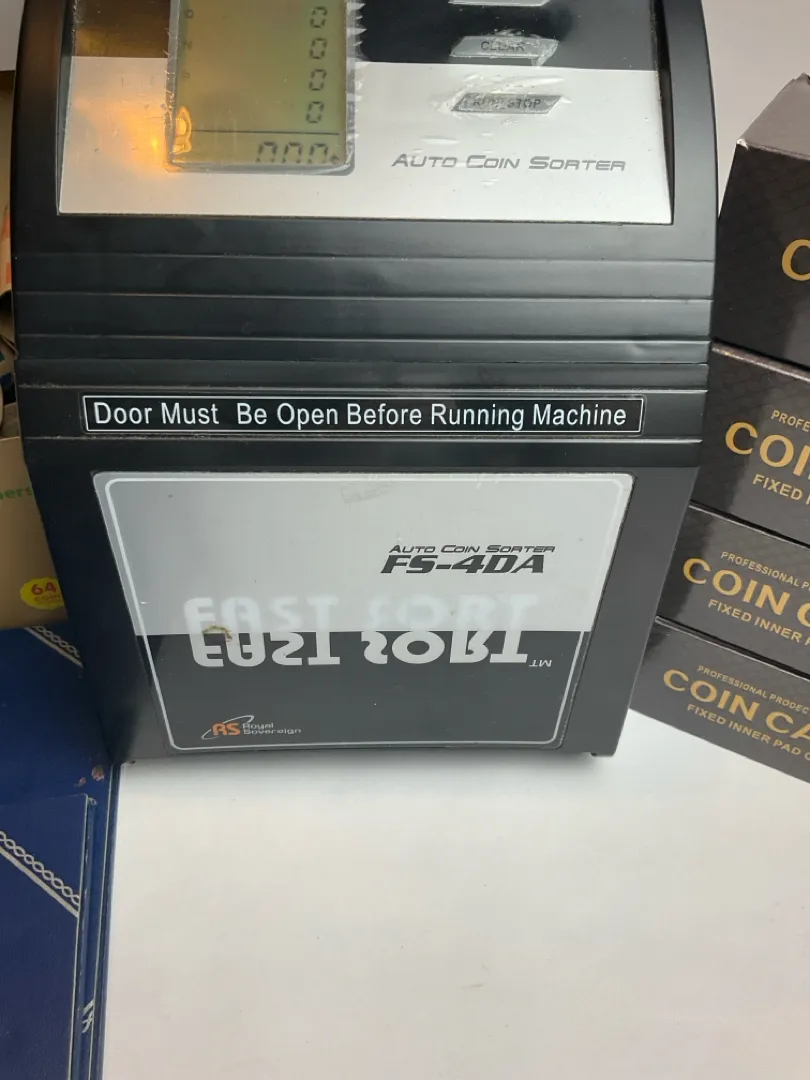 0
0
0
0
000
CLEAR
RUN/STOP
AUTO COIN SORTER
Door Must Be Open Before Running Machine
AUTO COIN SORTER
FS-4DA
FAST SORT™
RS Royal Sovereign
64
COIN
FIXED
PROFESSIONAL
COIN
FIXED INNER
PROFESSIONAL PRODEC
COIN CA
FIXED INNER PAD